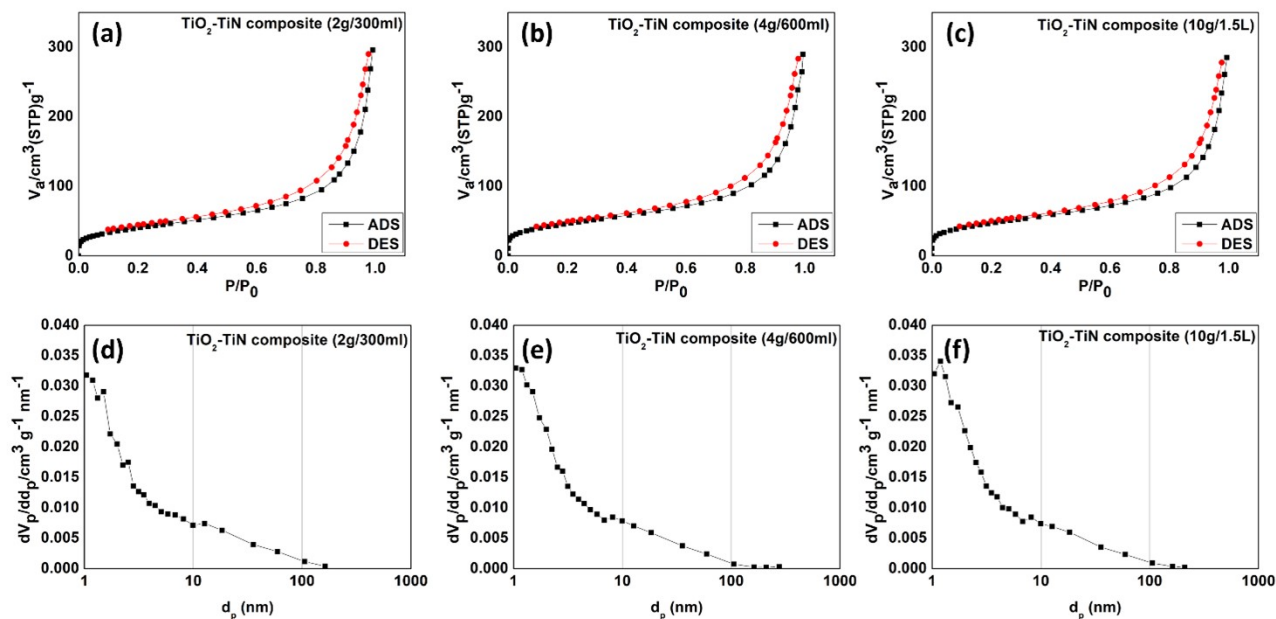 (a)
TiO₂-TiN composite (2g/300ml)
300
200
100
0
Vₐ/cm³(STP)g⁻¹
ADS
DES
0.0 0.2 0.4 0.6 0.8 1.0
P/P₀
(b)
TiO₂-TiN composite (4g/600ml)
300
200
100
0
Vₐ/cm³(STP)g⁻¹
ADS
DES
0.0 0.2 0.4 0.6 0.8 1.0
P/P₀
(c)
TiO₂-TiN composite (10g/1.5L)
300
200
100
0
Vₐ/cm³(STP)g⁻¹
ADS
DES
0.0 0.2 0.4 0.6 0.8 1.0
P/P₀
(d)
TiO₂-TiN composite (2g/300ml)
0.040
0.035
0.030
0.025
0.020
0.015
0.010
0.005
0.000
dVₚ/ddₚ/cm³ g⁻¹ nm⁻¹
1 10 100 1000
dₚ (nm)
(e)
TiO₂-TiN composite (4g/600ml)
0.040
0.035
0.030
0.025
0.020
0.015
0.010
0.005
0.000
dVₚ/ddₚ/cm³ g⁻¹ nm⁻¹
1 10 100 1000
dₚ (nm)
(f)
TiO₂-TiN composite (10g/1.5L)
0.040
0.035
0.030
0.025
0.020
0.015
0.010
0.005
0.000
dVₚ/ddₚ/cm³ g⁻¹ nm⁻¹
1 10 100 1000
dₚ (nm)